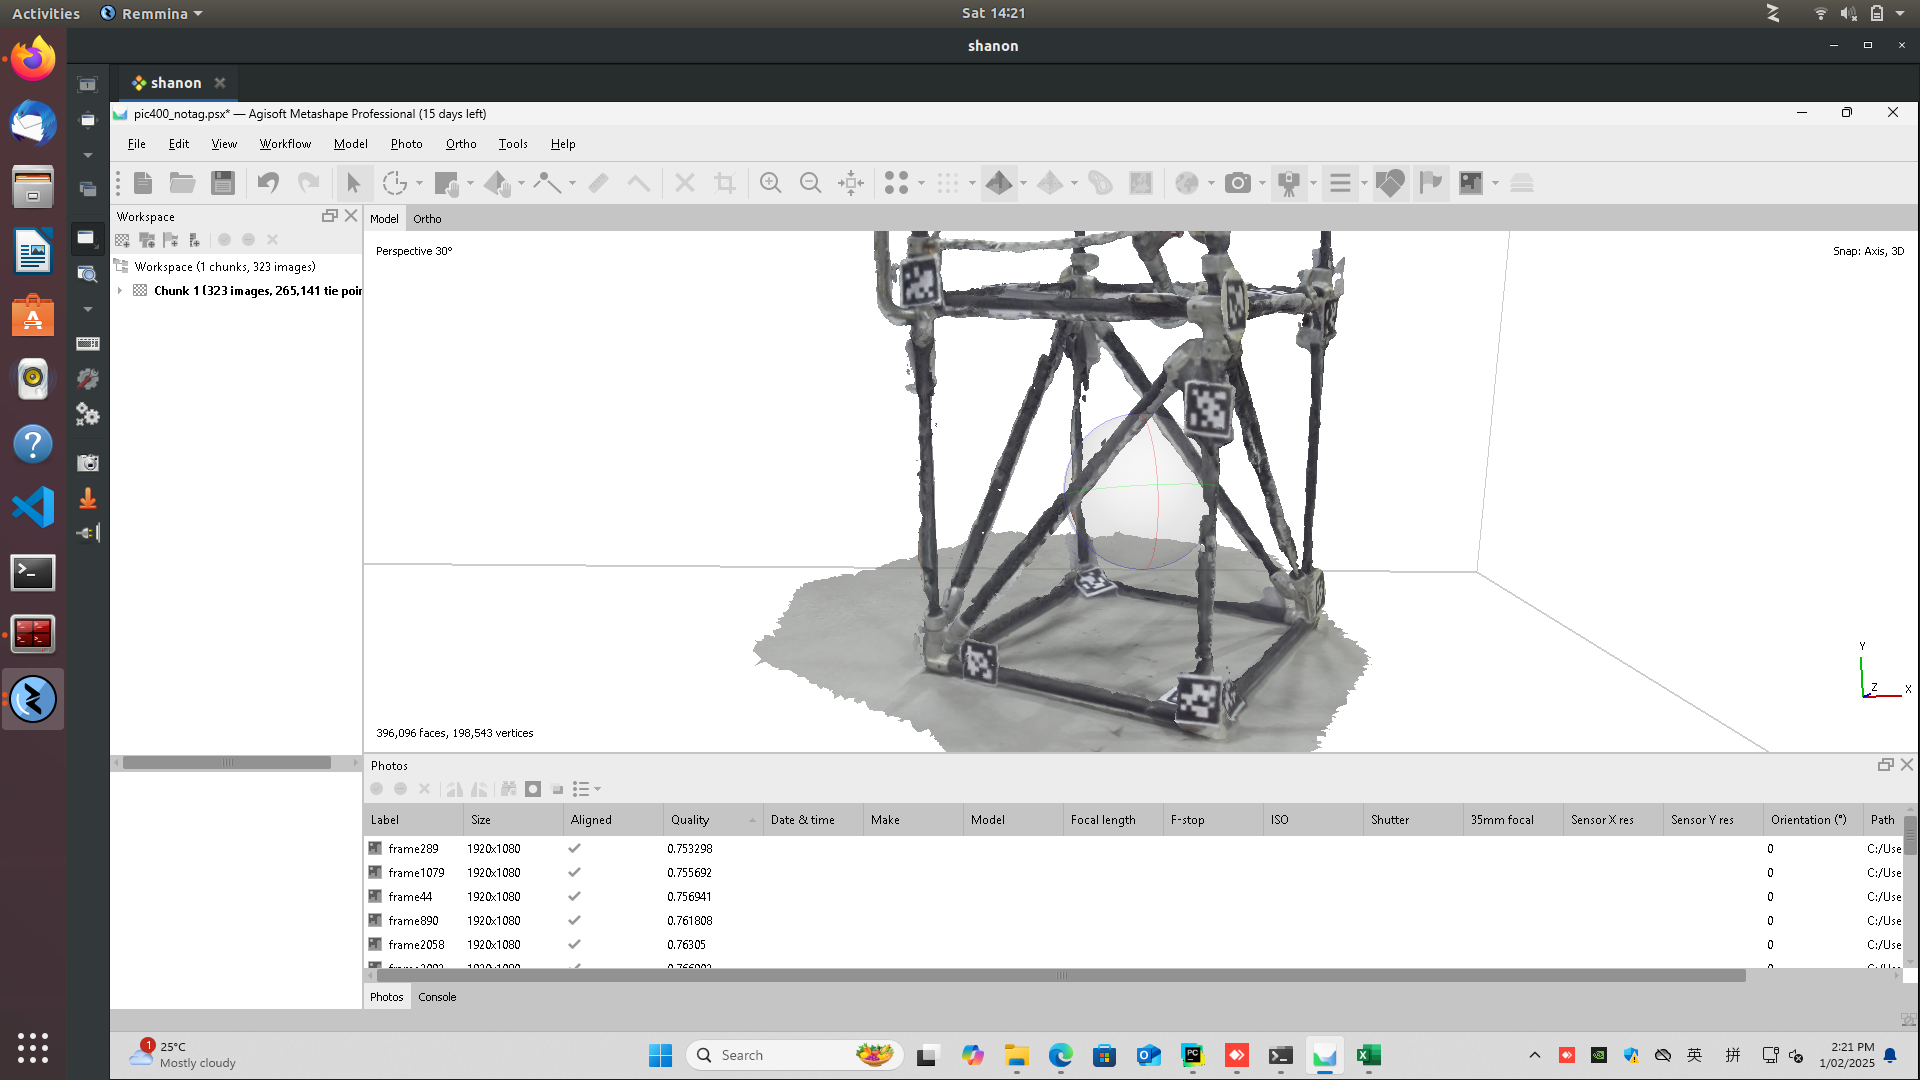 Activities
Remmina
Sat 14:21
shanon
shanon
pic400_notag.psx* — Agisoft Metashape Professional (15 days left)
File Edit View Workflow Model Photo Ortho Tools Help
Workspace
Workspace (1 chunks, 323 images)
Chunk 1 (323 images, 265,141 tie poir
Model Ortho
Perspective 30°
Snap: Axis, 3D
Y
Z
X
396,096 faces, 198,543 vertices
Photos
Label Size Aligned Quality Date & time Make Model Focal length F-stop ISO Shutter 35mm focal Sensor X res Sensor Y res Orientation (°) Path
frame289 1920x1080 0.753298 0 C:/Use
frame1079 1920x1080 0.755692 0 C:/Use
frame44 1920x1080 0.756941 0 C:/Use
frame890 1920x1080 0.761808 0 C:/Use
frame2058 1920x1080 0.76305 0 C:/Use
Photos Console
1
25°C
Mostly cloudy
Search
英 拼
2:21 PM
1/02/2025